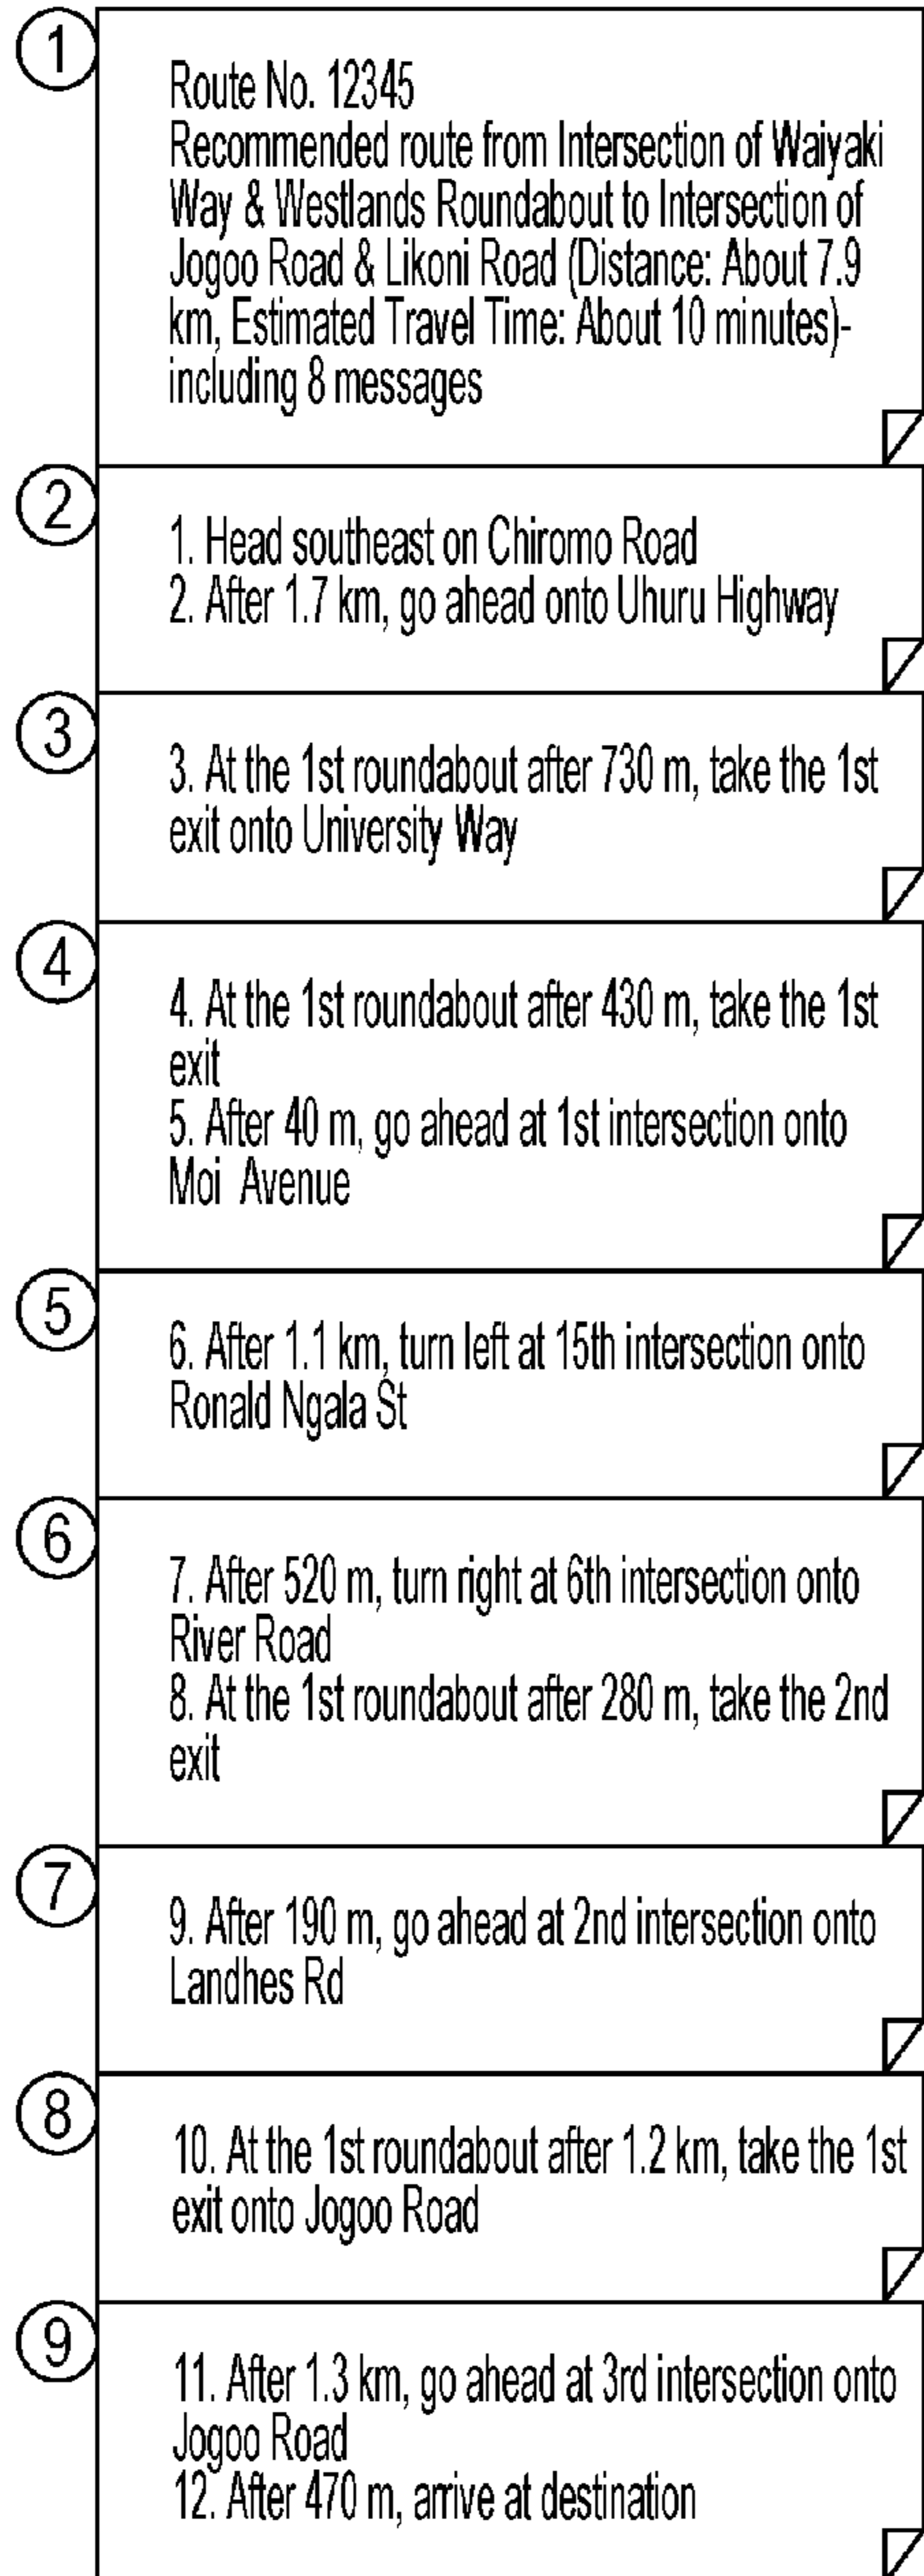 1
Route No. 12345
Recommended route from Intersection of Waiyaki
Way & Westlands Roundabout to Intersection of
Jogoo Road & Likoni Road (Distance: About 7.9
km, Estimated Travel Time: About 10 minutes)-
including 8 messages
2
1. Head southeast on Chiromo Road
2. After 1.7 km, go ahead onto Uhuru Highway
3
3. At the 1st roundabout after 730 m, take the 1st
exit onto University Way
4
4. At the 1st roundabout after 430 m, take the 1st
exit
5. After 40 m, go ahead at 1st intersection onto
Moi Avenue
5
6. After 1.1 km, turn left at 15th intersection onto
Ronald Ngala St
6
7. After 520 m, turn right at 6th intersection onto
River Road
8. At the 1st roundabout after 280 m, take the 2nd
exit
7
9. After 190 m, go ahead at 2nd intersection onto
Landhes Rd
8
10. At the 1st roundabout after 1.2 km, take the 1st
exit onto Jogoo Road
9
11. After 1.3 km, go ahead at 3rd intersection onto
Jogoo Road
12. After 470 m, arrive at destination